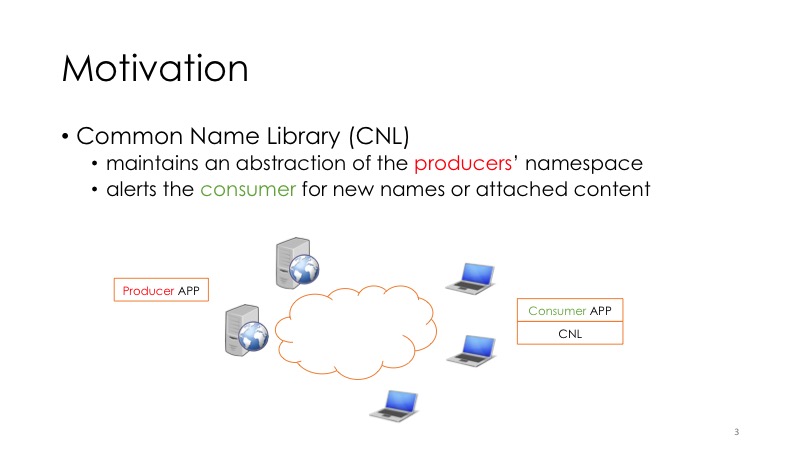 Motivation
• Common Name Library (CNL)
• maintains an abstraction of the producers’ namespace
• alerts the consumer for new names or attached content
Producer APP
Consumer APP
CNL
3